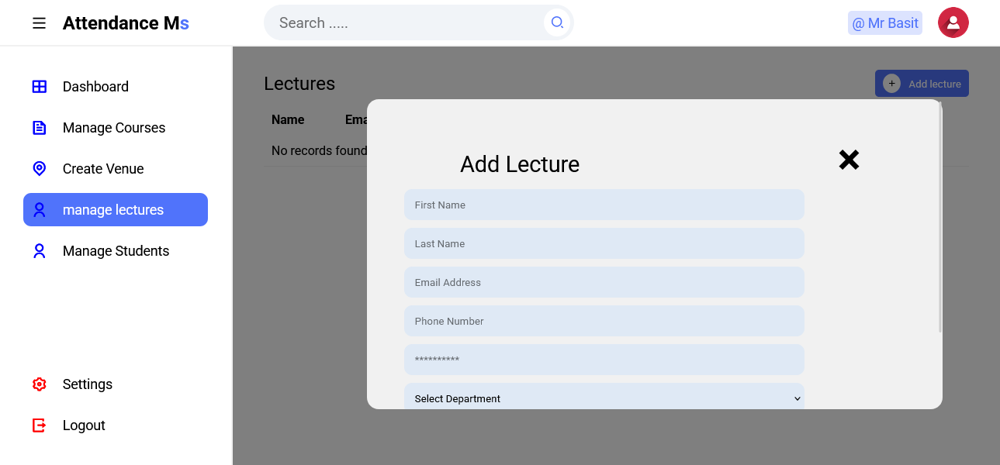 Attendance Ms
Search .....
@ Mr Basit
Dashboard
Manage Courses
Create Venue
manage lectures
Manage Students
Settings
Logout
Lectures
+ Add lecture
Name
No records found
Add Lecture
First Name
Last Name
Email Address
Phone Number
**********
Select Department